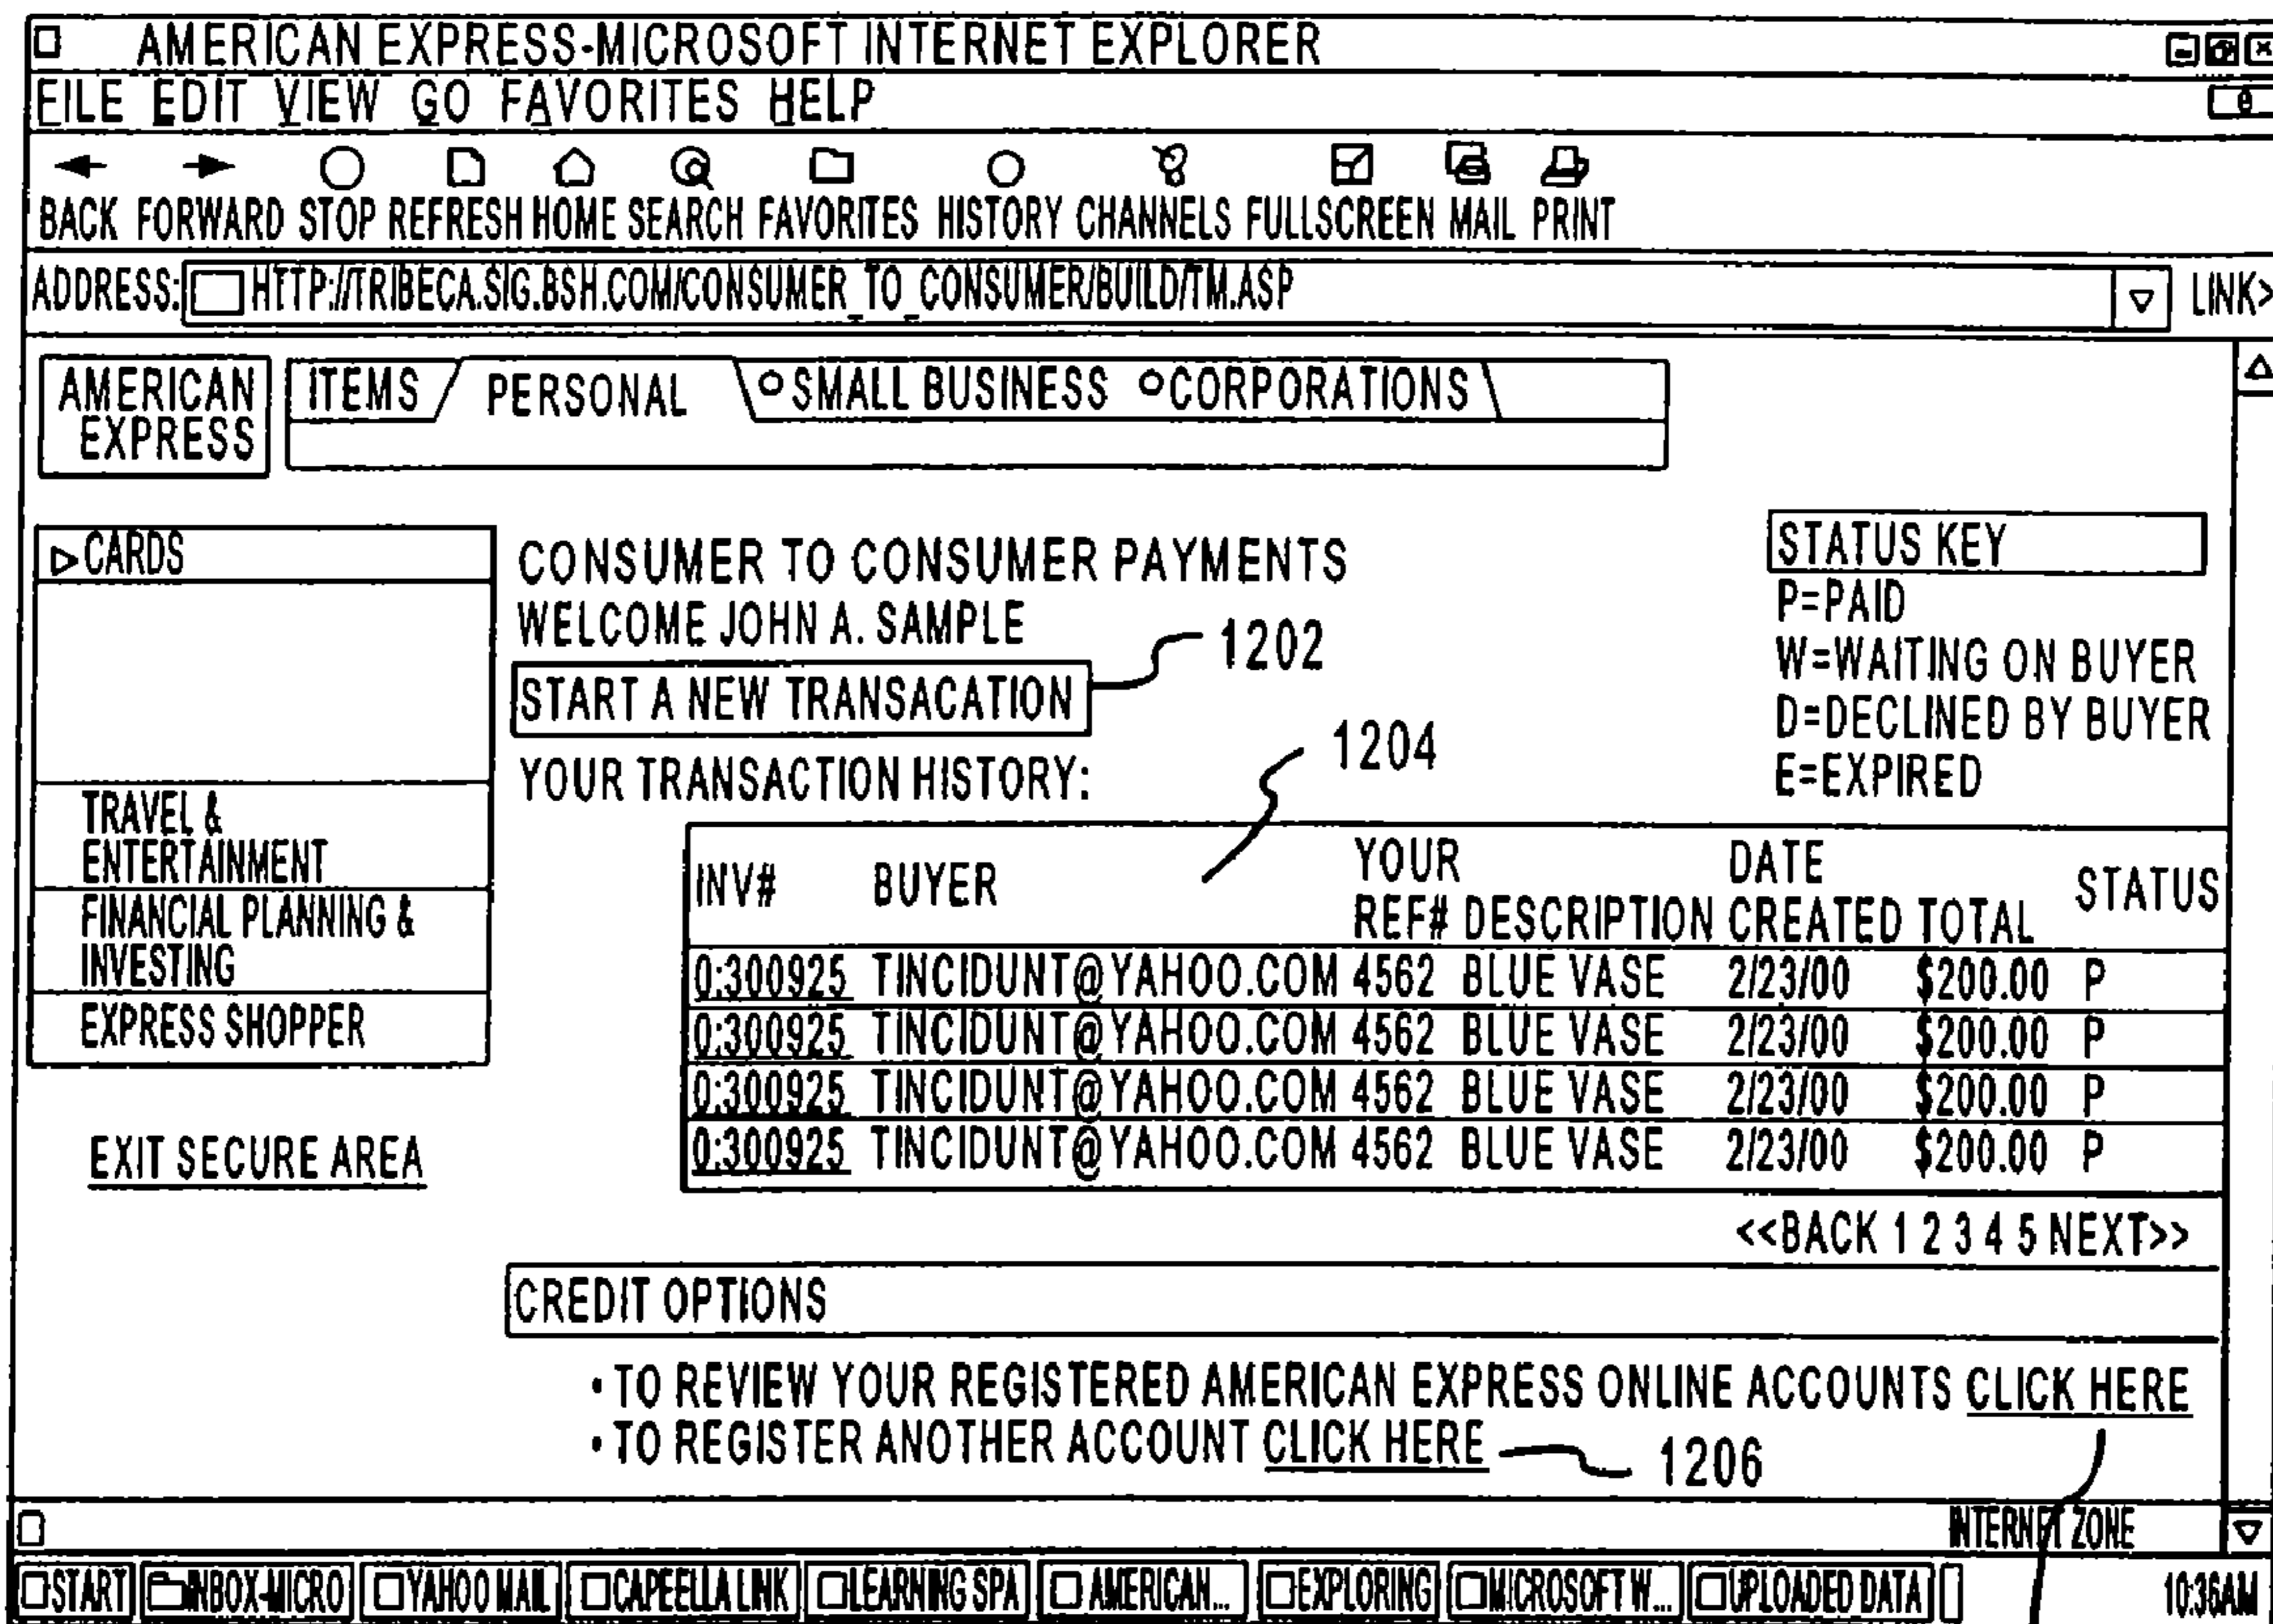 AMERICAN EXPRESS-MICROSOFT INTERNET EXPLORER
FILE EDIT VIEW GO FAVORITES HELP
BACK FORWARD STOP REFRESH HOME SEARCH FAVORITES HISTORY CHANNELS FULLSCREEN MAIL PRINT
ADDRESS: HTTP://TRIBECA.SIG.BSH.COM/CONSUMER_TO_CONSUMER/BUILD/TM.ASP LINK>
AMERICAN
EXPRESS
ITEMS PERSONAL SMALL BUSINESS CORPORATIONS
CARDS
TRAVEL &
ENTERTAINMENT
FINANCIAL PLANNING &
INVESTING
EXPRESS SHOPPER
EXIT SECURE AREA
CONSUMER TO CONSUMER PAYMENTS
WELCOME JOHN A. SAMPLE
1202
START A NEW TRANSACATION
1204
YOUR TRANSACTION HISTORY:
STATUS KEY
P=PAID
W=WAITING ON BUYER
D=DECLINED BY BUYER
E=EXPIRED
INV# BUYER YOUR REF# DESCRIPTION DATE CREATED TOTAL STATUS
0:300925 TINCIDUNT@YAHOO.COM 4562 BLUE VASE 2/23/00 $200.00 P
0:300925 TINCIDUNT@YAHOO.COM 4562 BLUE VASE 2/23/00 $200.00 P
0:300925 TINCIDUNT@YAHOO.COM 4562 BLUE VASE 2/23/00 $200.00 P
0:300925 TINCIDUNT@YAHOO.COM 4562 BLUE VASE 2/23/00 $200.00 P
<<BACK 1 2 3 4 5 NEXT>>
CREDIT OPTIONS
• TO REVIEW YOUR REGISTERED AMERICAN EXPRESS ONLINE ACCOUNTS CLICK HERE
• TO REGISTER ANOTHER ACCOUNT CLICK HERE 1206
INTERNET ZONE
START INBOX-MICRO YAHOO MAIL CAPEELLA LINK LEARNING SPA AMERICAN... EXPLORING MICROSOFT W... UPLOADED DATA 10:36AM